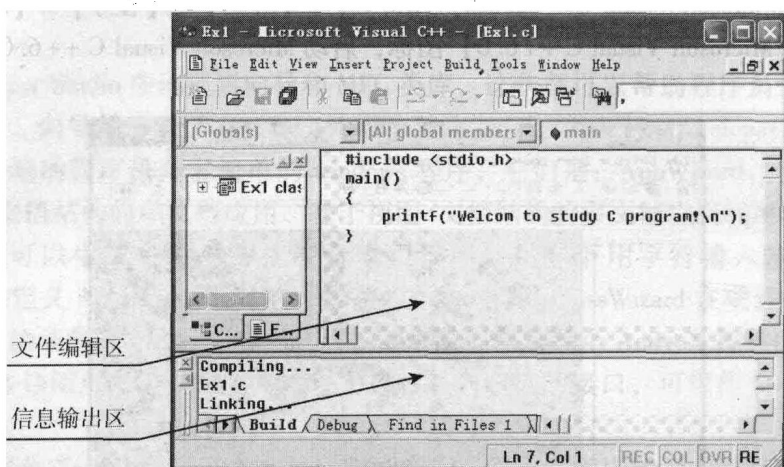 Ex1 - Microsoft Visual C++ - [Ex1.c]
File Edit View Insert Project Build Tools Window Help
(Globals) [All global members main
Ex1 clas
#include <stdio.h>
main()
{
printf("Welcom to study C program!\n");
}
C... E...
文件编辑区
Compiling...
Ex1.c
Linking...
信息输出区
Build Debug Find in Files 1
Ln 7, Col 1 REC COL OVR RE